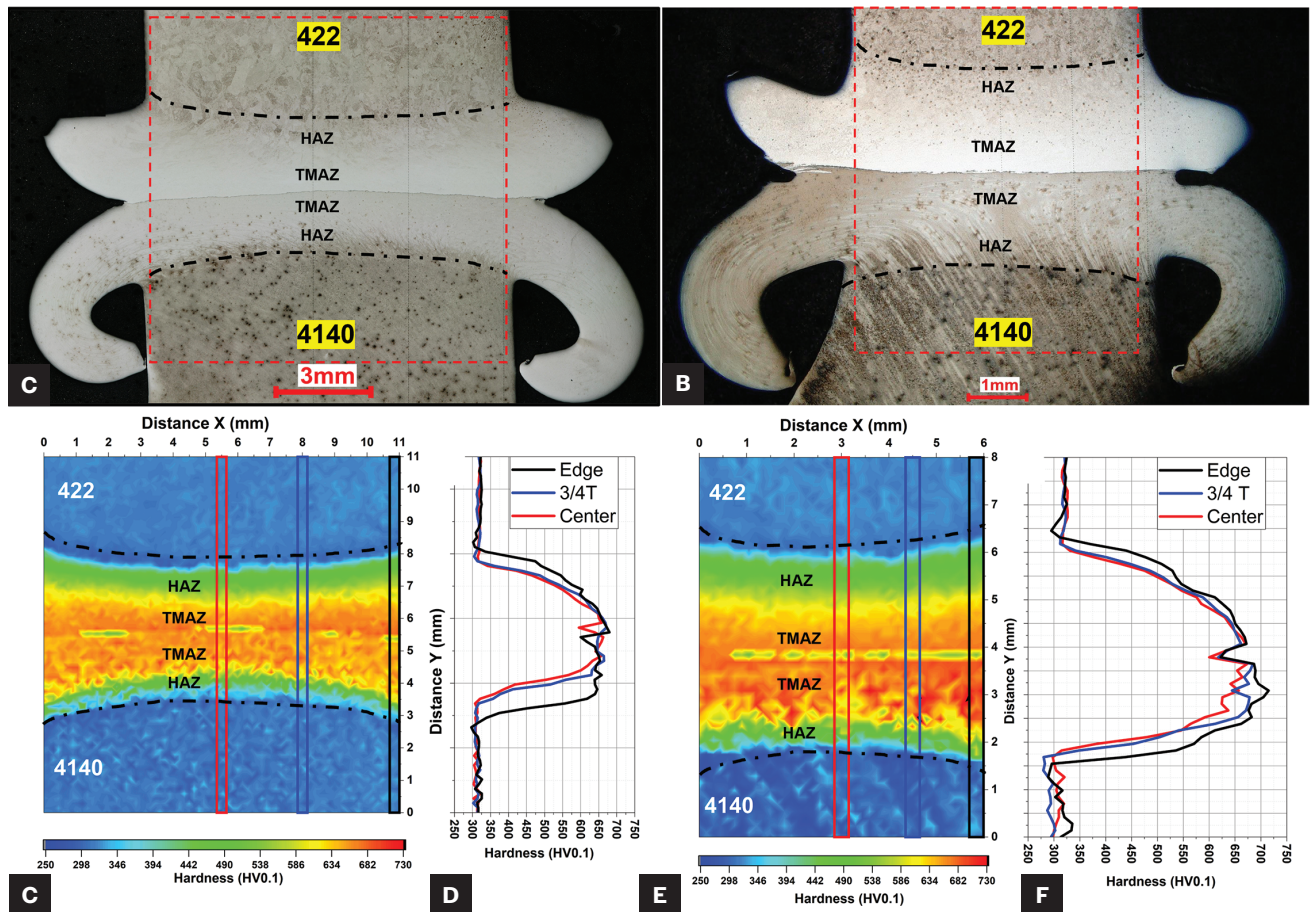 422
HAZ
TMAZ
TMAZ
HAZ
4140
3mm
C
422
HAZ
TMAZ
TMAZ
HAZ
4140
1mm
B
Distance X (mm)
0 1 2 3 4 5 6 7 8 9 10 11
422
HAZ
TMAZ
TMAZ
HAZ
4140
11
10
9
8
7
6
5
4
3
2
1
0
250 298 346 394 442 490 538 586 634 682 730
Hardness (HV0.1)
C
Distance Y (mm)
Edge
3/4T
Center
250 300 350 400 450 500 550 600 650 700 750
Hardness (HV0.1)
D
Distance X (mm)
0 1 2 3 4 5 6
422
HAZ
TMAZ
TMAZ
HAZ
4140
8
7
6
5
4
3
2
1
0
250 298 346 394 442 490 538 586 634 682 730
Hardness (HV0.1)
E
Distance Y (mm)
Edge
3/4 T
Center
250 300 350 400 450 500 550 600 650 700 750
Hardness (HV0.1)
F